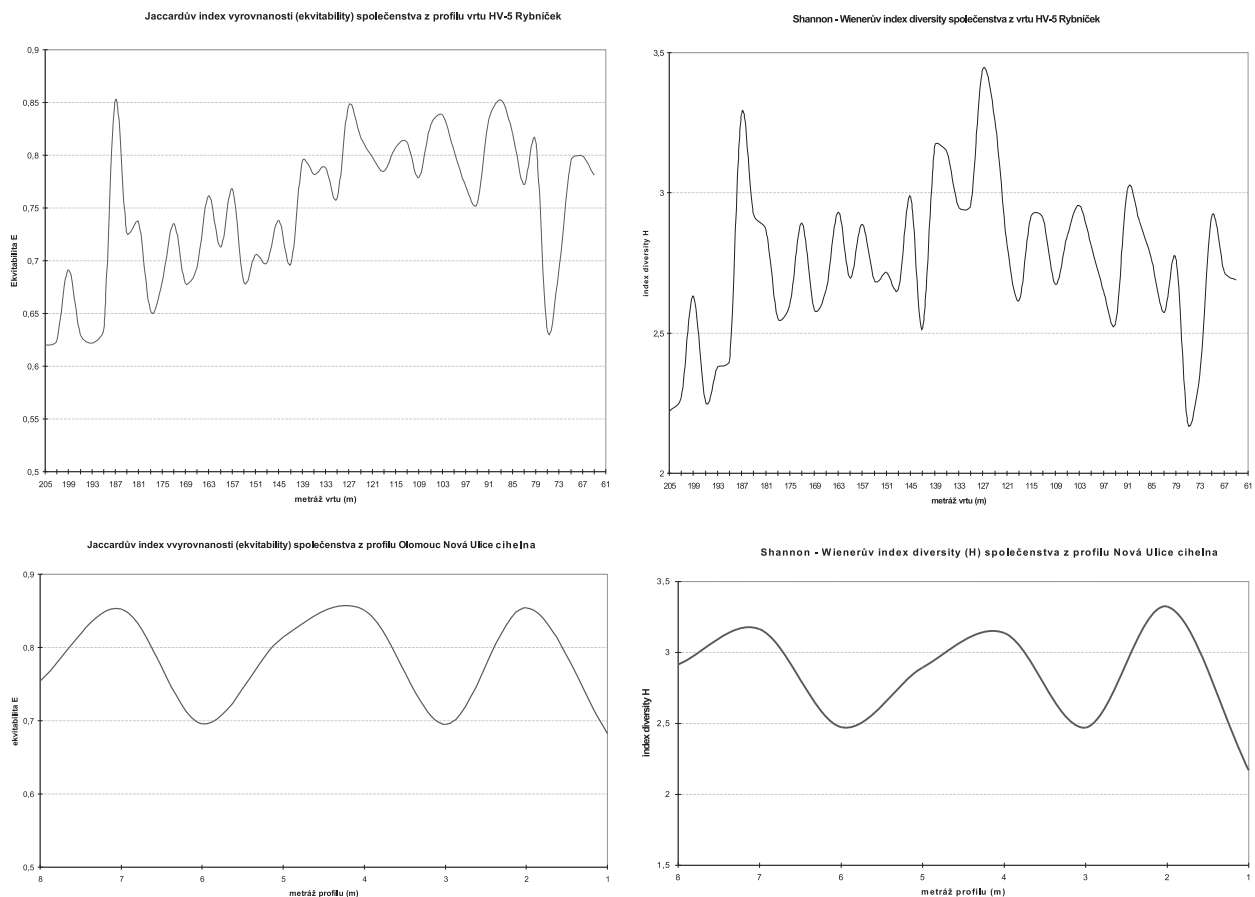 Jaccardův index vyrovnanosti (ekvitability) společenstva z profilu vrtu HV-5 Rybníček
0,9
0,85
0,8
0,75
0,7
0,65
0,6
0,55
0,5
Ekvitabilita E
205 199 193 187 181 175 169 163 157 151 145 139 133 127 121 115 109 103 97 91 85 79 73 67 61
metráž vrtu (m)
Shannon - Wienerův index diversity společenstva z vrtu HV-5 Rybníček
3,5
3
2,5
2
index diversity H
205 199 193 187 181 175 169 163 157 151 145 139 133 127 121 115 109 103 97 91 85 79 73 67 61
metráž vrtu (m)
Jaccardův index vvyrovnanosti (ekvitability) společenstva z profilu Olomouc Nová Ulice cihelna
0,9
0,8
0,7
0,6
0,5
ekvitabilita E
8 7 6 5 4 3 2 1
metráž profilu (m)
Shannon - Wienerův index diversity (H) společenstva z profilu Nová Ulice cihelna
3,5
3
2,5
2
1,5
index diversity H
8 7 6 5 4 3 2 1
metráž profilu (m)